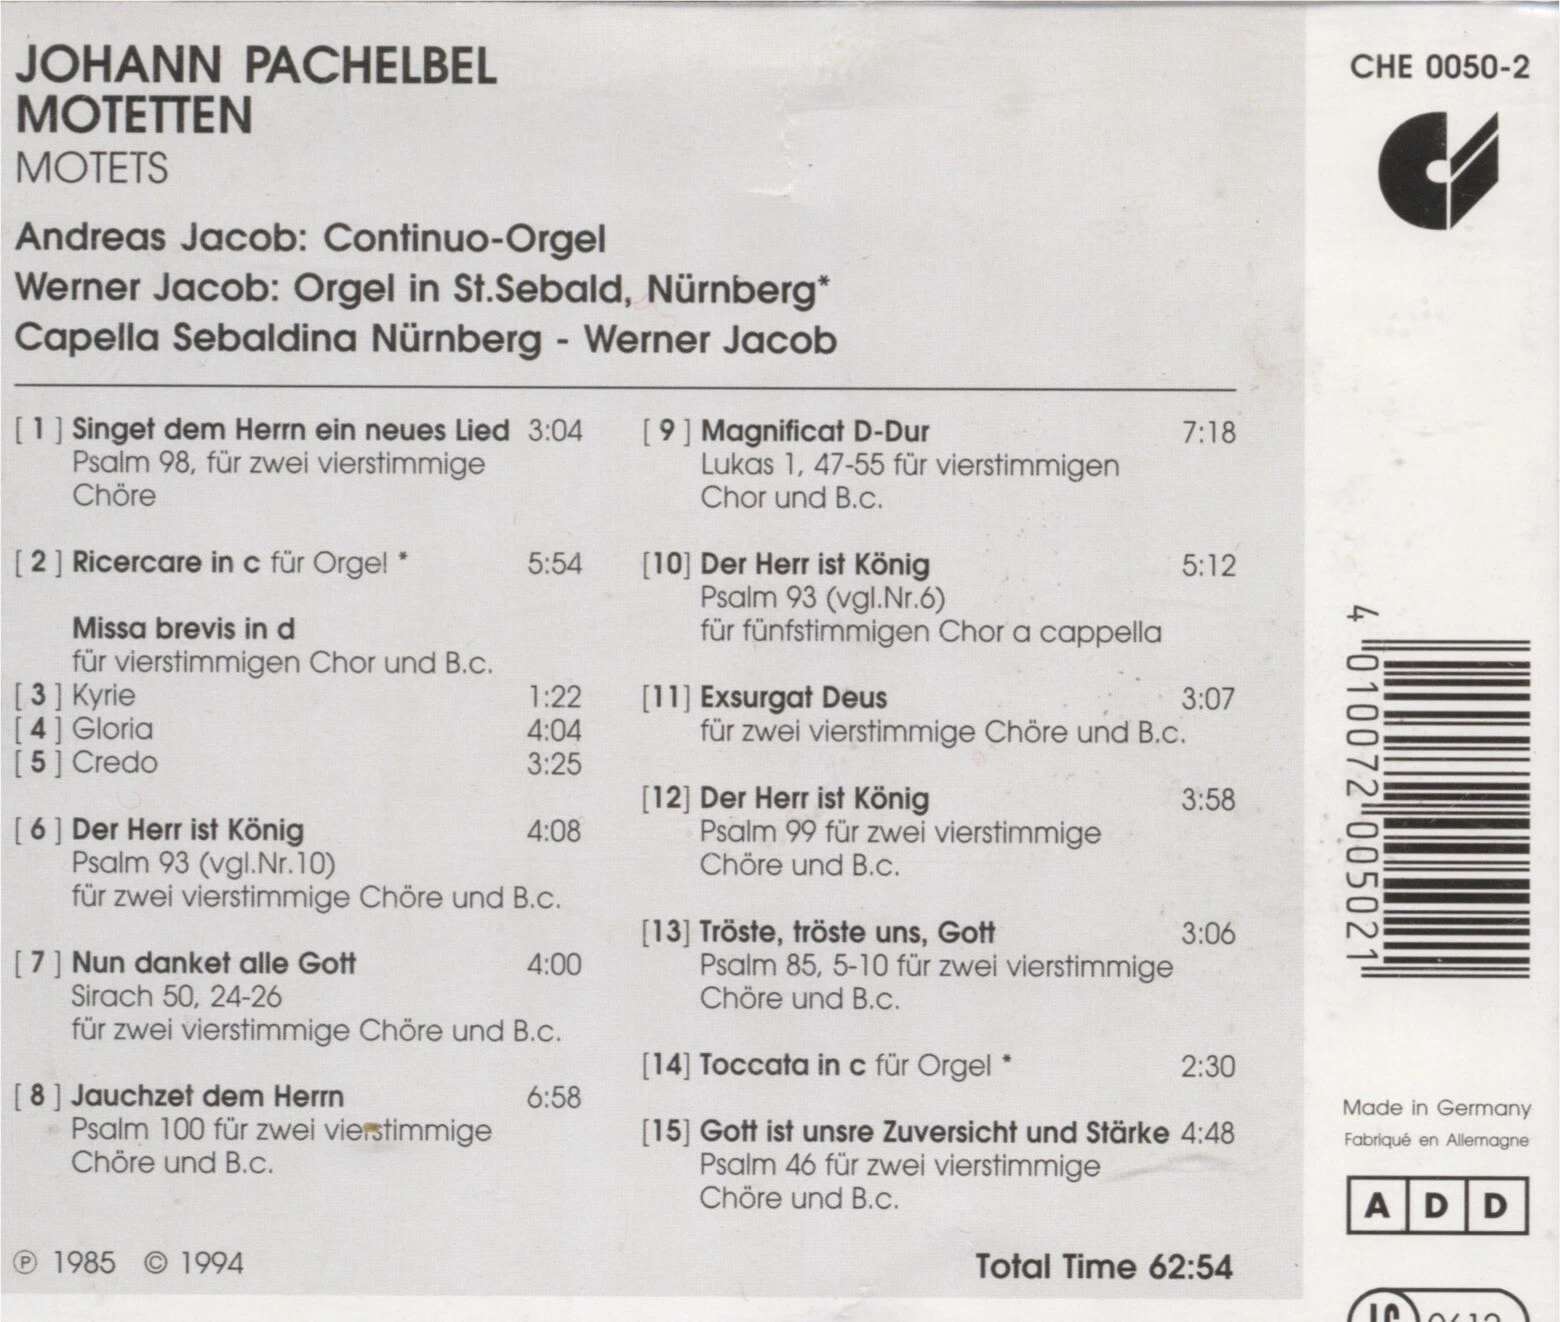 JOHANN PACHELBEL
MOTETTEN
MOTETS
Andreas Jacob: Continuo-Orgel
Werner Jacob: Orgel in St.Sebald, Nürnberg*
Capella Sebaldina Nürnberg - Werner Jacob
[ 1 ] Singet dem Herrn ein neues Lied 3:04
Psalm 98, für zwei vierstimmige
Chöre
[ 2 ] Ricercare in c für Orgel * 5:54
Missa brevis in d
für vierstimmigen Chor und B.c.
[ 3 ] Kyrie 1:22
[ 4 ] Gloria 4:04
[ 5 ] Credo 3:25
[ 6 ] Der Herr ist König 4:08
Psalm 93 (vgl.Nr.10)
für zwei vierstimmige Chöre und B.c.
[ 7 ] Nun danket alle Gott 4:00
Sirach 50, 24-26
für zwei vierstimmige Chöre und B.c.
[ 8 ] Jauchzet dem Herrn 6:58
Psalm 100 für zwei vierstimmige
Chöre und B.c.
[ 9 ] Magnificat D-Dur 7:18
Lukas 1, 47-55 für vierstimmigen
Chor und B.c.
[10] Der Herr ist König 5:12
Psalm 93 (vgl.Nr.6)
für fünfstimmigen Chor a cappella
[11] Exsurgat Deus 3:07
für zwei vierstimmige Chöre und B.c.
[12] Der Herr ist König 3:58
Psalm 99 für zwei vierstimmige
Chöre und B.c.
[13] Tröste, tröste uns, Gott 3:06
Psalm 85, 5-10 für zwei vierstimmige
Chöre und B.c.
[14] Toccata in c für Orgel * 2:30
[15] Gott ist unsre Zuversicht und Stärke 4:48
Psalm 46 für zwei vierstimmige
Chöre und B.c.
℗ 1985 © 1994
Total Time 62:54
CHE 0050-2
4 010072 005021
Made in Germany
Fabriqué en Allemagne
A D D
LC 0612